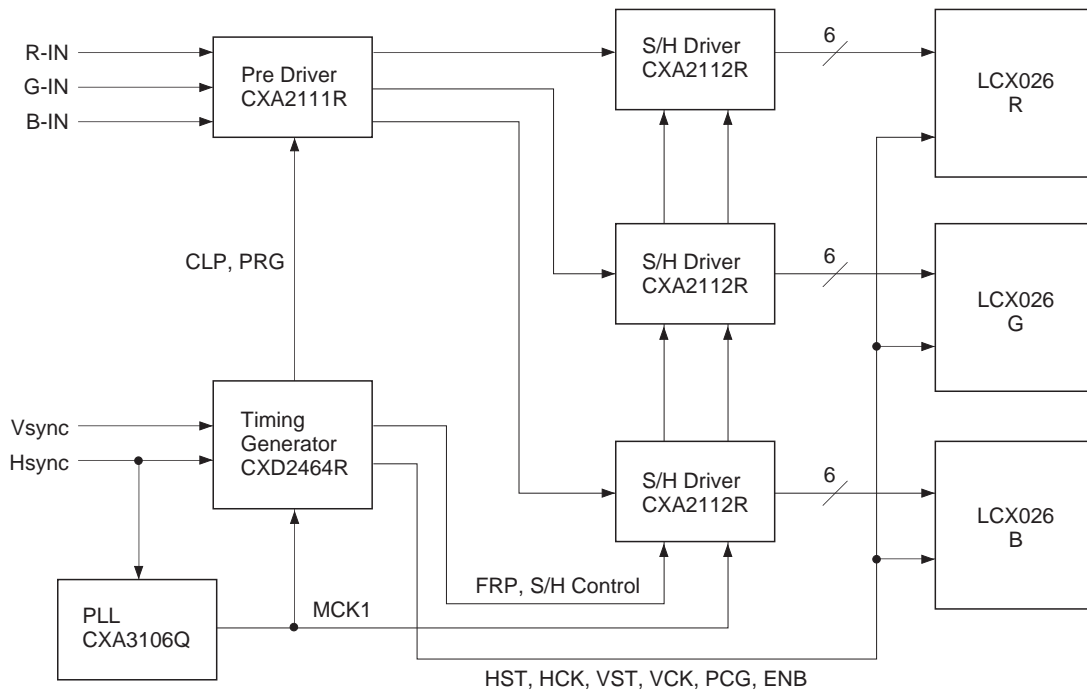 R-IN
G-IN
B-IN
Pre Driver
CXA2111R
S/H Driver
CXA2112R
6
LCX026
R
CLP, PRG
S/H Driver
CXA2112R
6
LCX026
G
Vsync
Hsync
Timing
Generator
CXD2464R
S/H Driver
CXA2112R
6
LCX026
B
PLL
CXA3106Q
MCK1
FRP, S/H Control
HST, HCK, VST, VCK, PCG, ENB